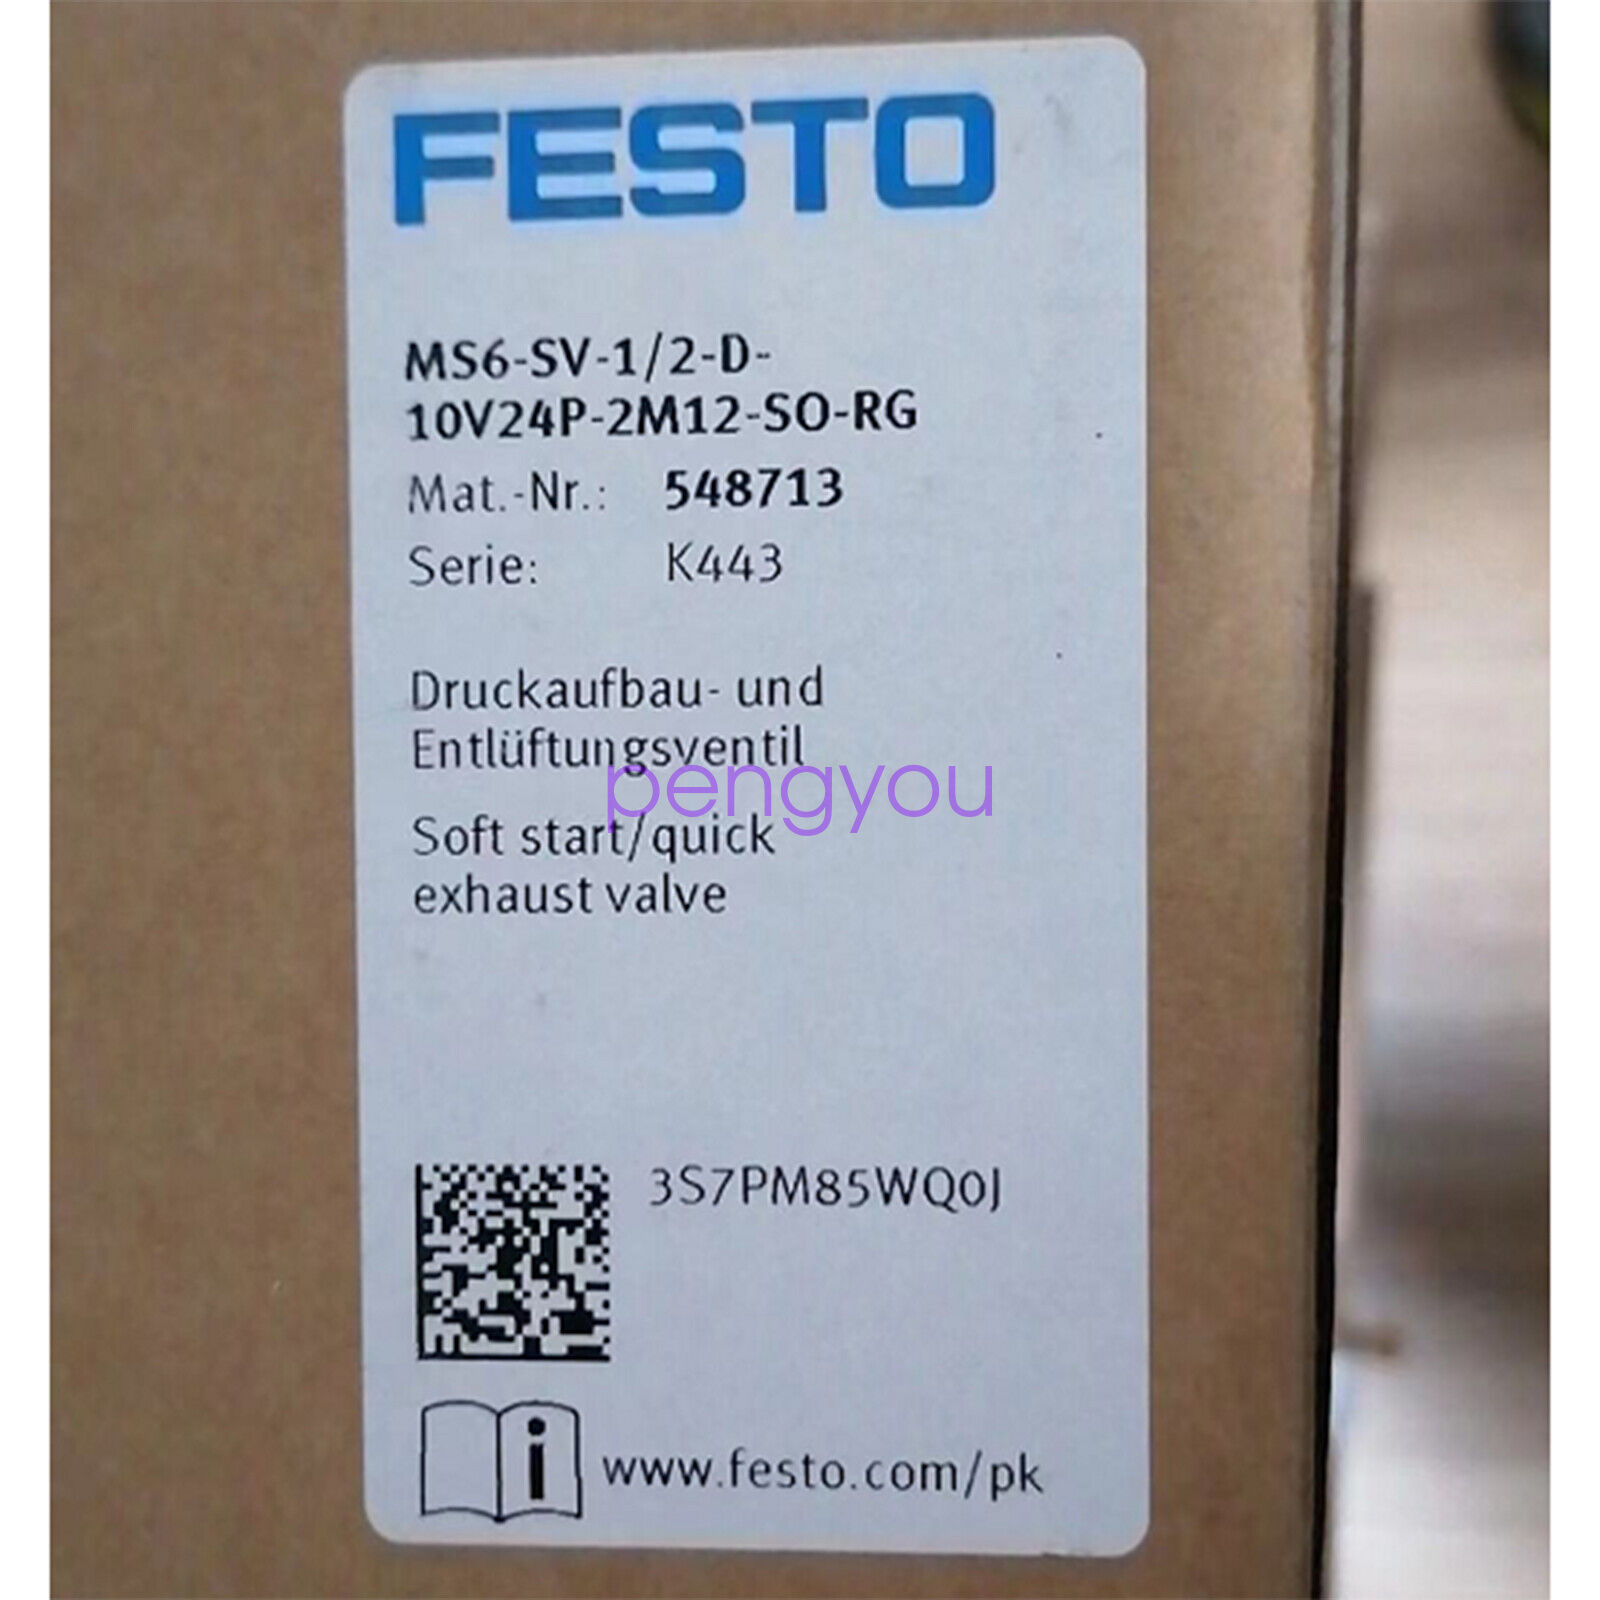 FESTO
MS6-SV-1/2-D-
10V24P-2M12-SO-RG
Mat.-Nr.: 548713
Serie: K443
Druckaufbau- und
Entlüftungsventil
pengyou
Soft start/quick
exhaust valve
3S7PM85WQ0J
i www.festo.com/pk